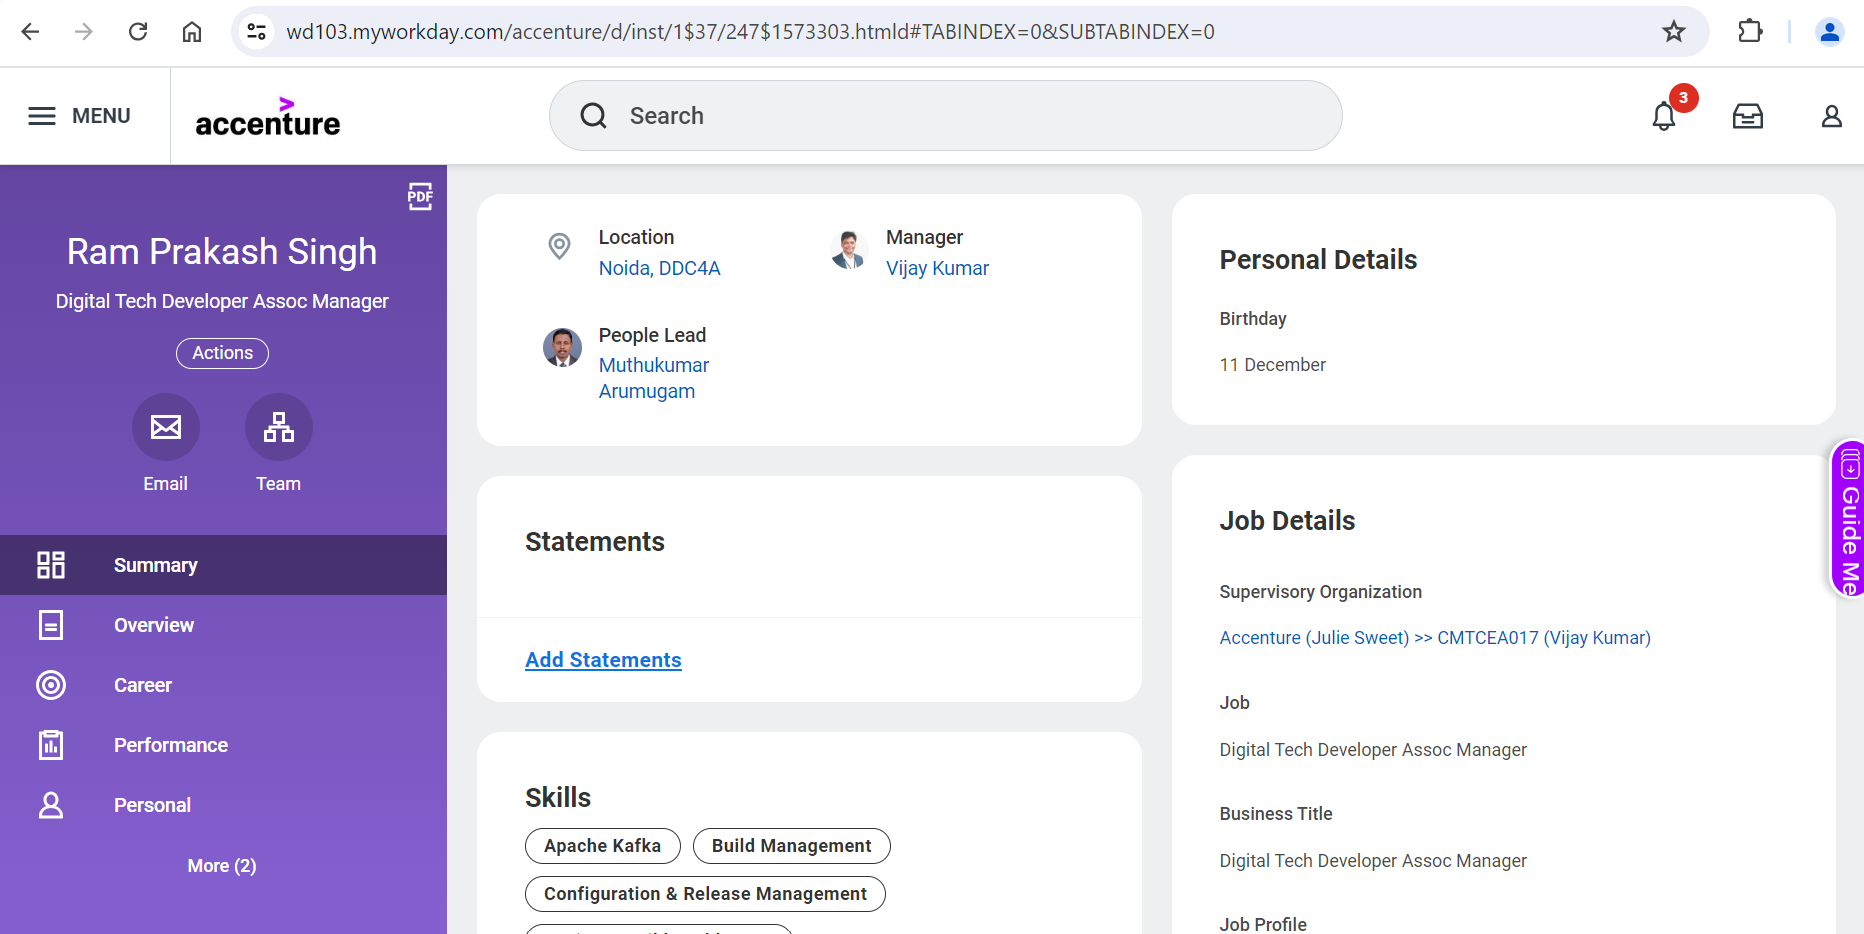 wd103.myworkday.com/accenture/d/inst/1$37/247$1573303.htmld#TABINDEX=0&SUBTABINDEX=0
MENU
accenture
Search
3
PDF
Ram Prakash Singh
Digital Tech Developer Assoc Manager
Actions
Email
Team
Summary
Overview
Career
Performance
Personal
More (2)
Location
Noida, DDC4A
Manager
Vijay Kumar
People Lead
Muthukumar
Arumugam
Statements
Add Statements
Skills
Apache Kafka
Build Management
Configuration & Release Management
Personal Details
Birthday
11 December
Job Details
Supervisory Organization
Accenture (Julie Sweet) >> CMTCEA017 (Vijay Kumar)
Job
Digital Tech Developer Assoc Manager
Business Title
Digital Tech Developer Assoc Manager
Job Profile
Guide Me